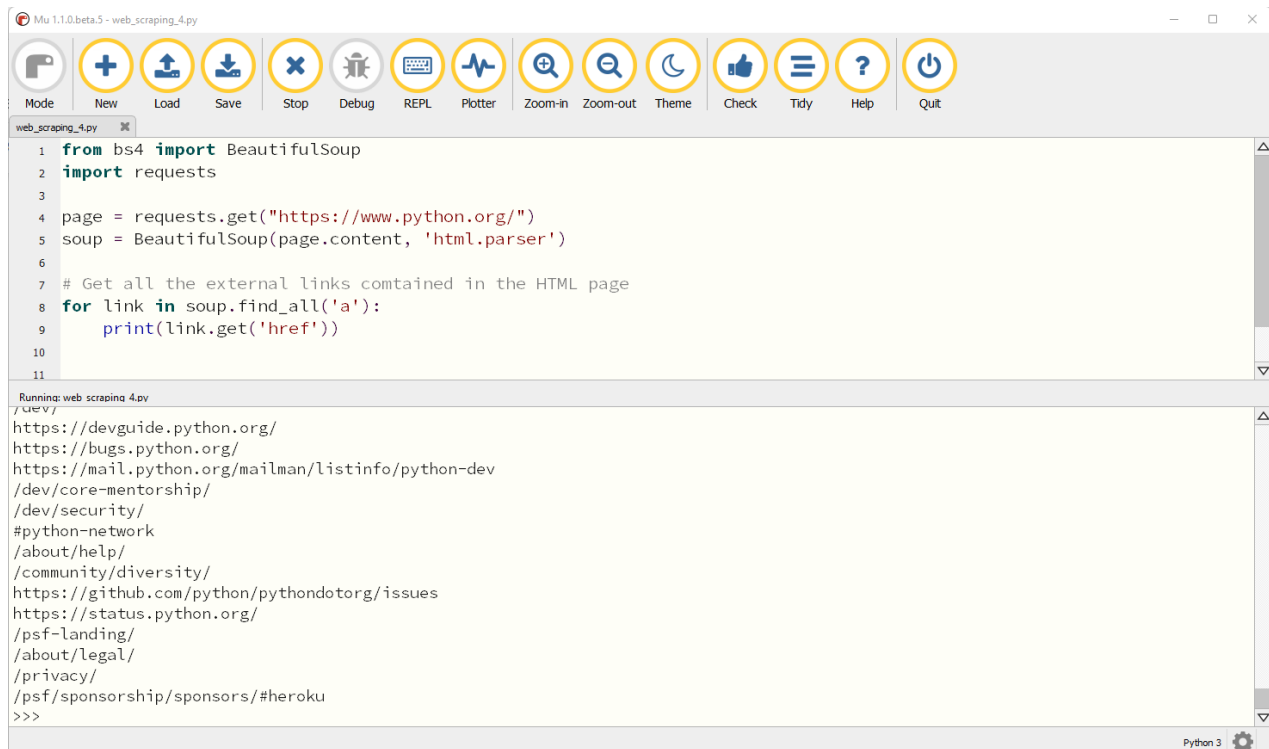 Mu 1.1.0.beta.5 - web_scraping_4.py
Mode New Load Save Stop Debug REPL Plotter Zoom-in Zoom-out Theme Check Tidy Help Quit
web_scraping_4.py
1 from bs4 import BeautifulSoup
2 import requests
3
4 page = requests.get("https://www.python.org/")
5 soup = BeautifulSoup(page.content, 'html.parser')
6
7 # Get all the external links comtained in the HTML page
8 for link in soup.find_all('a'):
9     print(link.get('href'))
10
11
Running: web_scraping_4.py
/dev/
https://devguide.python.org/
https://bugs.python.org/
https://mail.python.org/mailman/listinfo/python-dev
/dev/core-mentorship/
/dev/security/
#python-network
/about/help/
/community/diversity/
https://github.com/python/pythondotorg/issues
https://status.python.org/
/psf-landing/
/about/legal/
/privacy/
/psf/sponsorship/sponsors/#heroku
>>>
Python 3